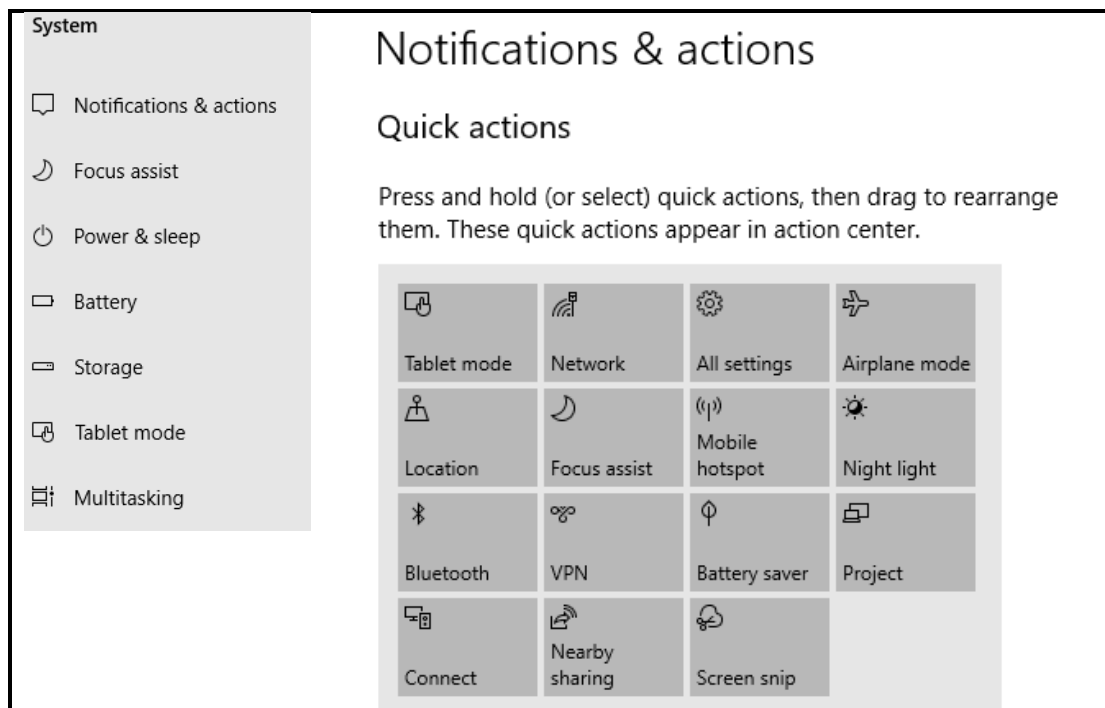 System
Notifications & actions
Focus assist
Power & sleep
Battery
Storage
Tablet mode
Multitasking
Notifications & actions
Quick actions
Press and hold (or select) quick actions, then drag to rearrange
them. These quick actions appear in action center.
Tablet mode
Network
All settings
Airplane mode
Location
Focus assist
Mobile
hotspot
Night light
Bluetooth
VPN
Battery saver
Project
Connect
Nearby
sharing
Screen snip